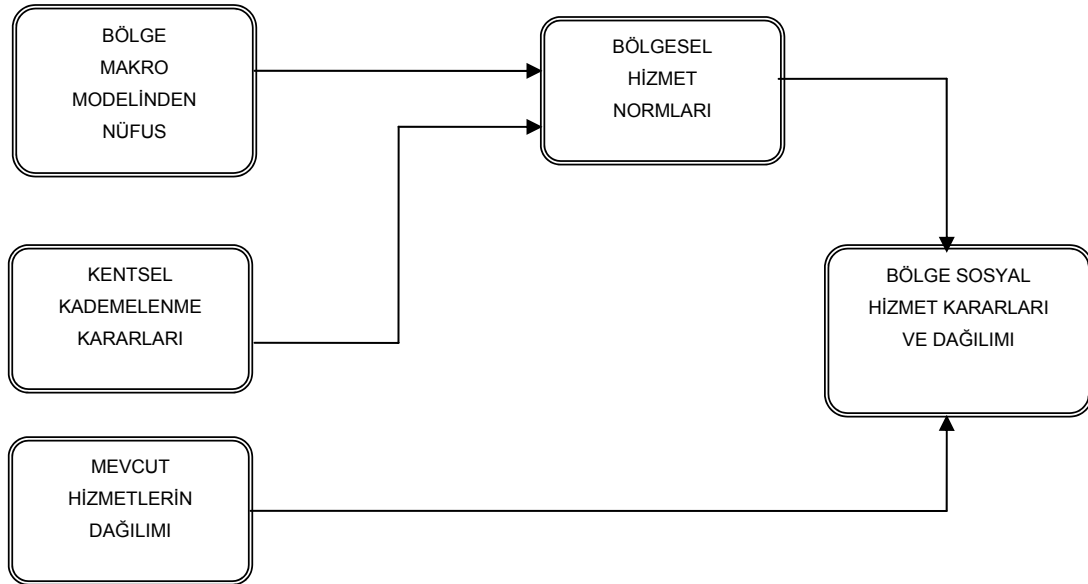 BÖLGE
MAKRO
MODELİNDEN
NÜFUS
BÖLGESEL
HİZMET
NORMLARI
KENTSEL
KADEMELENME
KARARLARI
BÖLGE SOSYAL
HİZMET KARARLARI
VE DAĞILIMI
MEVCUT
HİZMETLERİN
DAĞILIMI